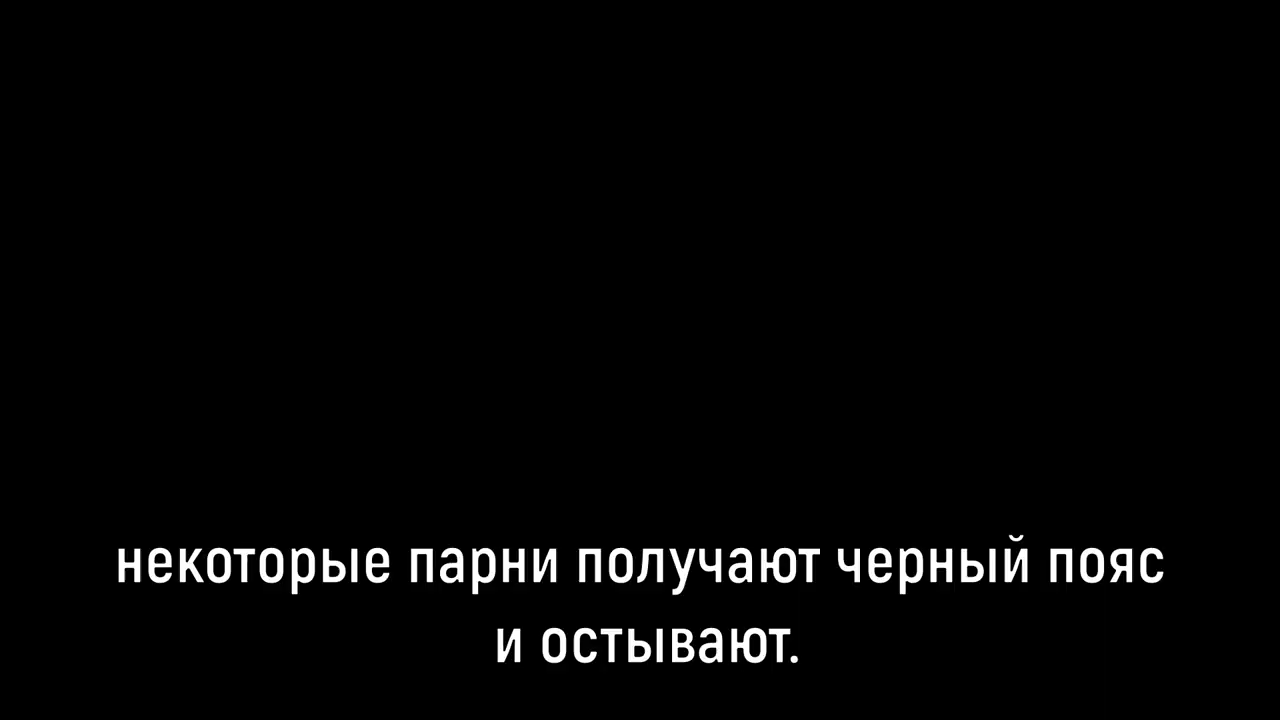 некоторые парни получают черный пояс
и остывают.